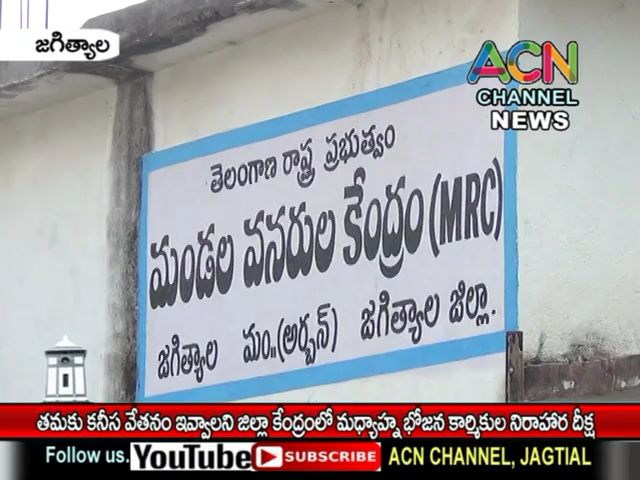 జగిత్యాల
ACN
CHANNEL
NEWS
తెలంగాణ రాష్ట్ర ప్రభుత్వం
మండల వనరుల కేంద్రం (MRC)
జగిత్యాల మం..(అర్బన్) జగిత్యాల జిల్లా.
తమకు కనీస వేతనం ఇవ్వాలని జిల్లా కేంద్రంలో మధ్యాహ్న భోజన కార్మికుల నిరాహార దీక్ష
Follow us. YouTube SUBSCRIBE ACN CHANNEL, JAGTIAL